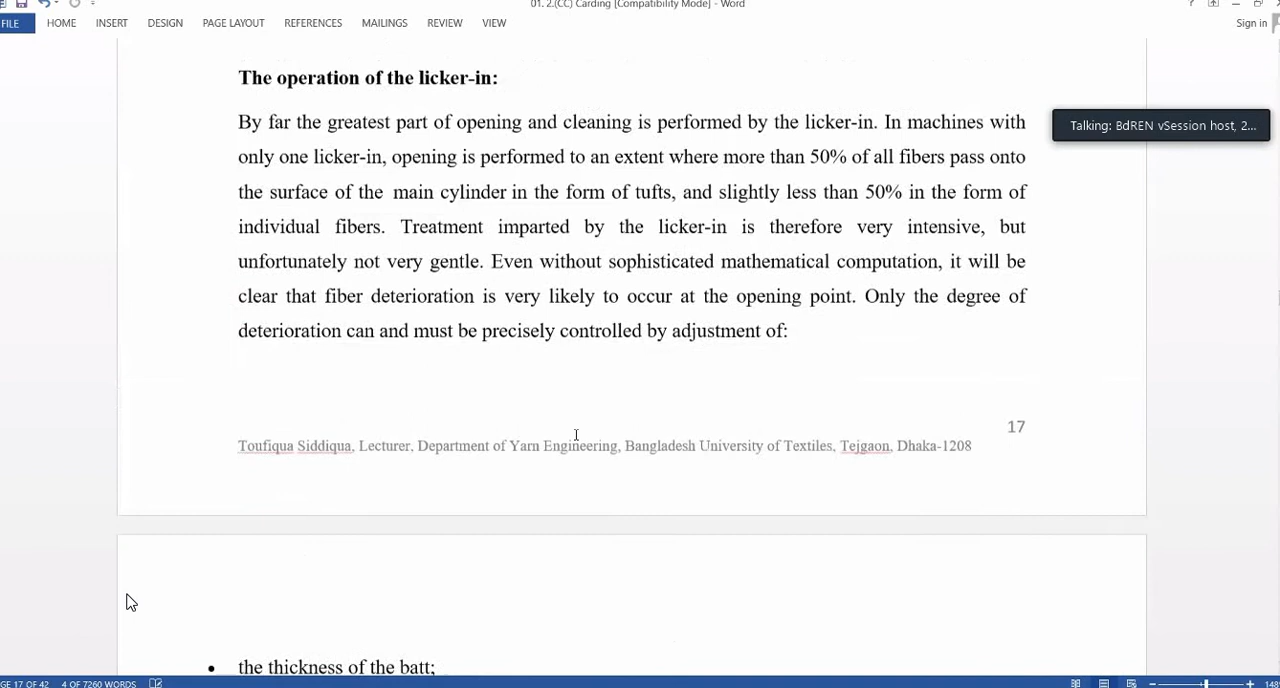 01. 2.(CC) Carding [Compatibility Mode] - Word
FILE HOME INSERT DESIGN PAGE LAYOUT REFERENCES MAILINGS REVIEW VIEW
Sign in
The operation of the licker-in:
By far the greatest part of opening and cleaning is performed by the licker-in. In machines with
only one licker-in, opening is performed to an extent where more than 50% of all fibers pass onto
the surface of the main cylinder in the form of tufts, and slightly less than 50% in the form of
individual fibers. Treatment imparted by the licker-in is therefore very intensive, but
unfortunately not very gentle. Even without sophisticated mathematical computation, it will be
clear that fiber deterioration is very likely to occur at the opening point. Only the degree of
deterioration can and must be precisely controlled by adjustment of:
Talking: BdREN vSession host, 2...
17
Toufiqua Siddiqua, Lecturer, Department of Yarn Engineering, Bangladesh University of Textiles, Tejgaon, Dhaka-1208
• the thickness of the batt;
GE 17 OF 42 4 OF 7260 WORDS